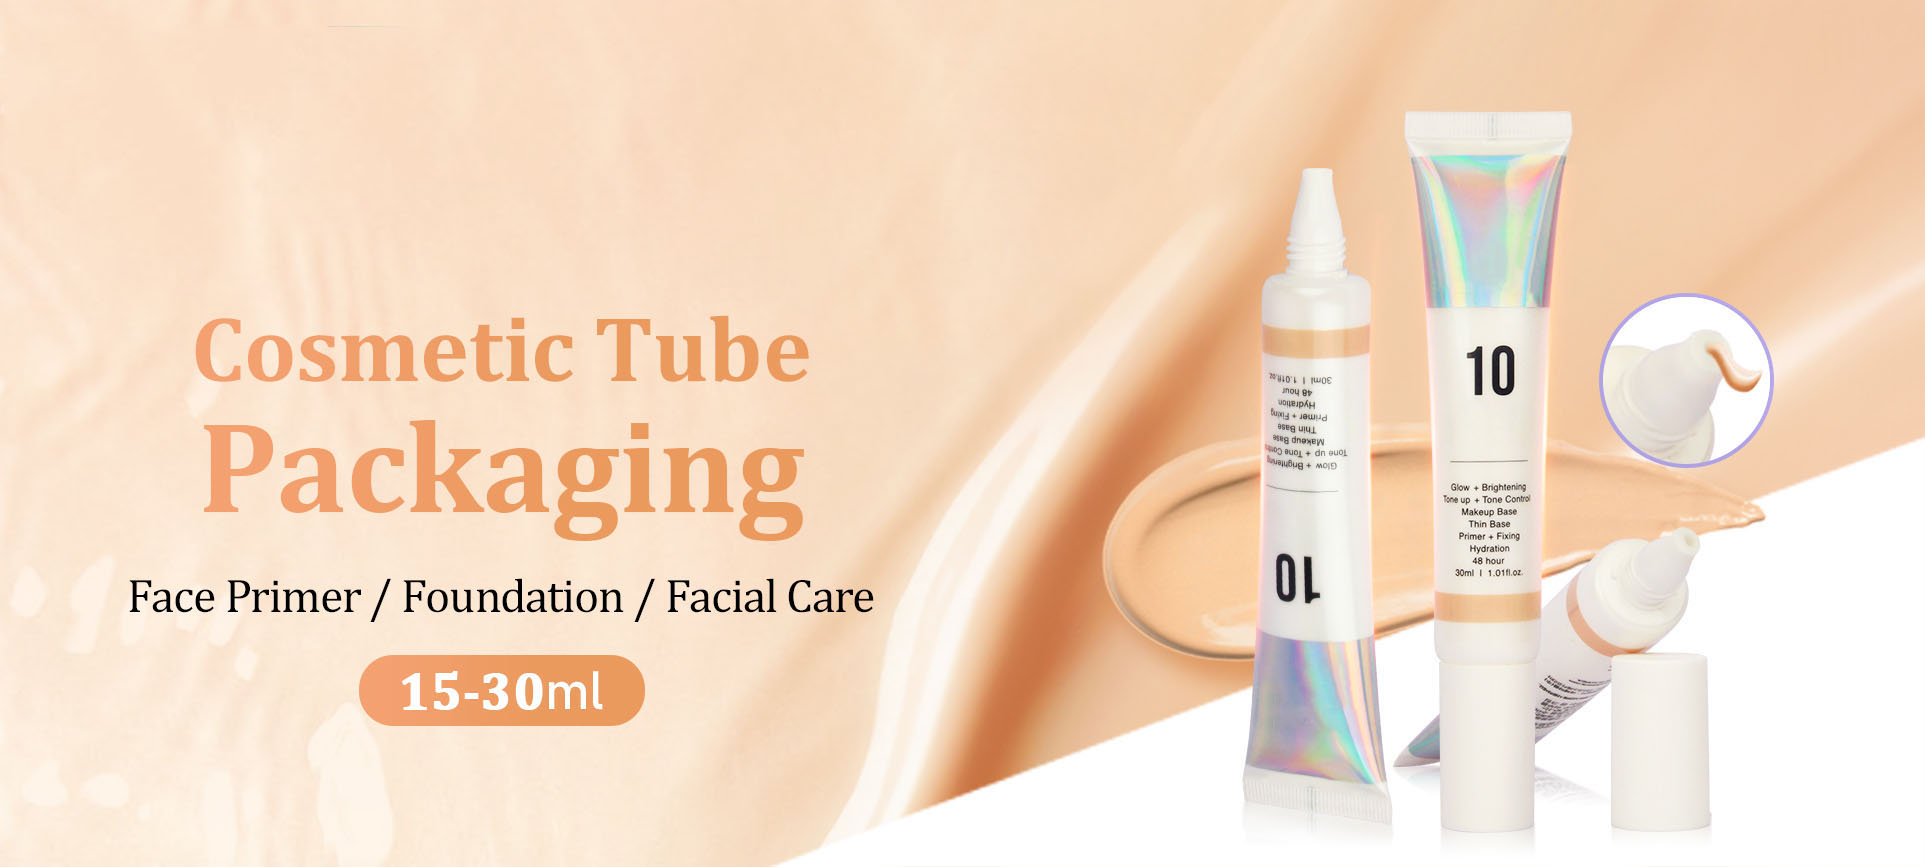 Cosmetic Tube
Packaging
Face Primer / Foundation / Facial Care
15-30ml
10
Glow + Brightening
Tone up + Tone Control
Makeup Base
Thin Base
Primer + Fixing
Hydration
48 hour
30ml | 1.01fl.oz.
10
Glow + Brightening
Tone up + Tone Control
Makeup Base
Thin Base
Primer + Fixing
Hydration
48 hour
30ml | 1.01fl.oz.